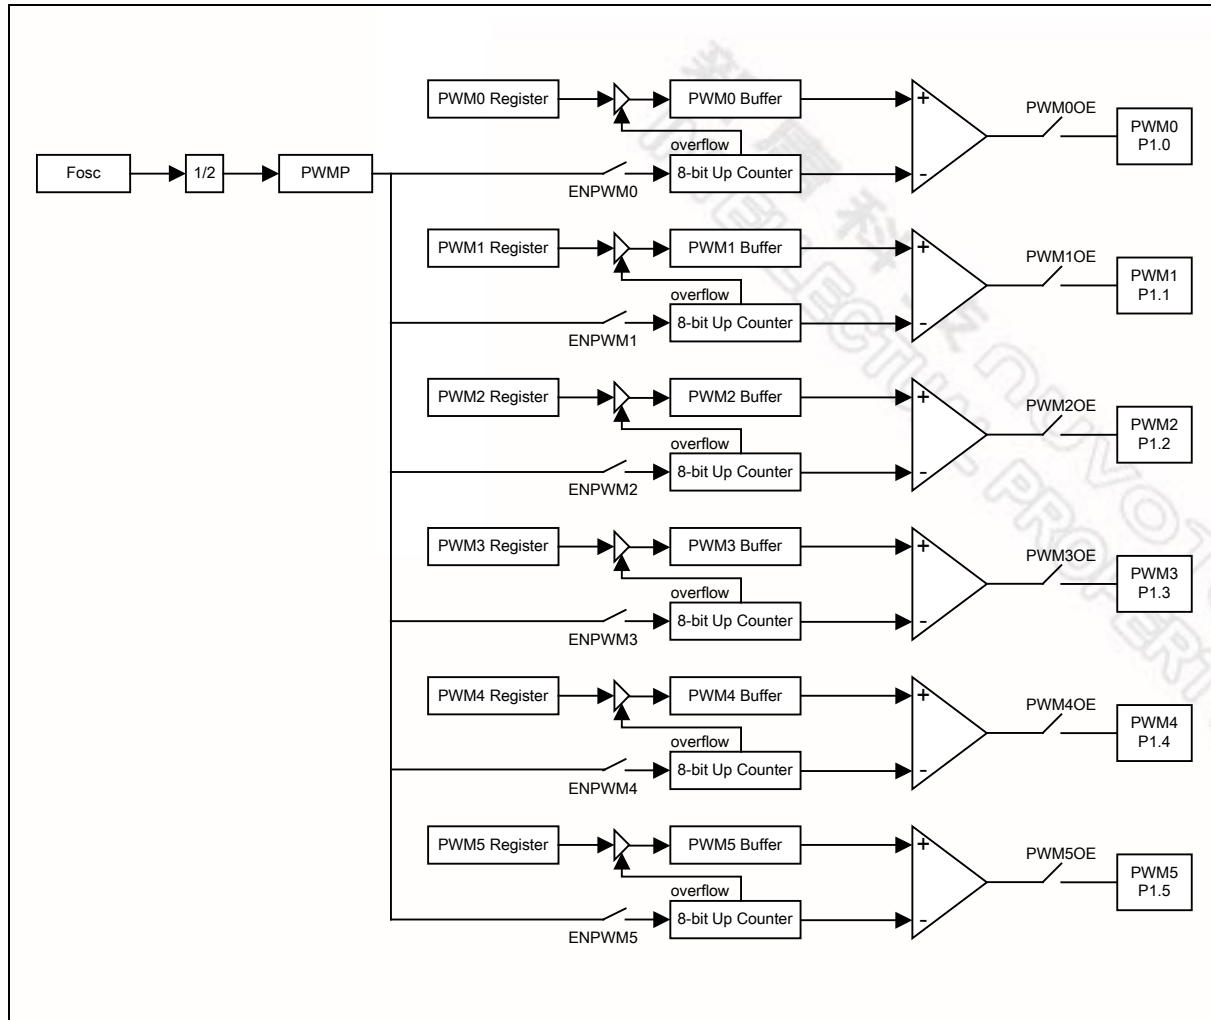 PWM0 Register
PWM0 Buffer
+
PWM0OE
PWM0
P1.0
overflow
Fosc
1/2
PWMP
ENPWM0
8-bit Up Counter
-
PWM1 Register
PWM1 Buffer
+
PWM1OE
PWM1
P1.1
overflow
ENPWM1
8-bit Up Counter
-
PWM2 Register
PWM2 Buffer
+
PWM2OE
PWM2
P1.2
overflow
ENPWM2
8-bit Up Counter
-
PWM3 Register
PWM3 Buffer
+
PWM3OE
PWM3
P1.3
overflow
ENPWM3
8-bit Up Counter
-
PWM4 Register
PWM4 Buffer
+
PWM4OE
PWM4
P1.4
overflow
ENPWM4
8-bit Up Counter
-
PWM5 Register
PWM5 Buffer
+
PWM5OE
PWM5
P1.5
overflow
ENPWM5
8-bit Up Counter
-